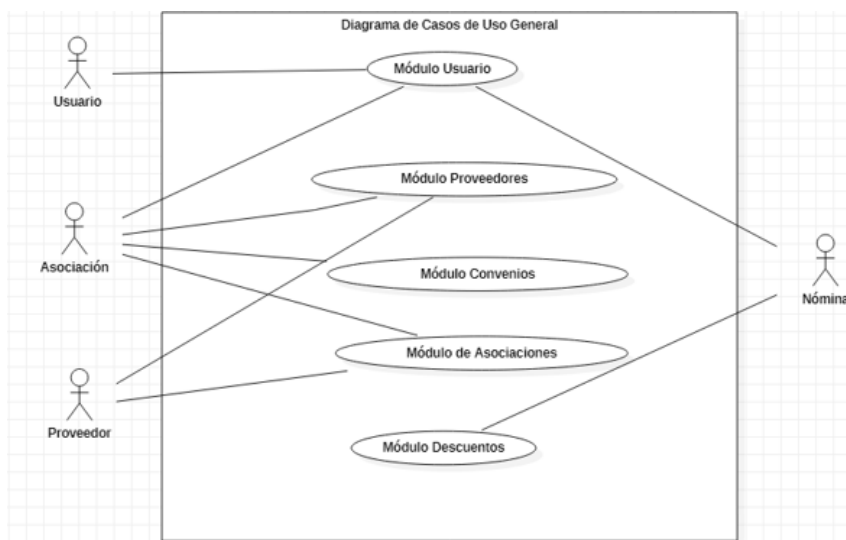 Diagrama de Casos de Uso General
Módulo Usuario
Usuario
Módulo Proveedores
Asociación
Módulo Convenios
Nómina
Módulo de Asociaciones
Proveedor
Módulo Descuentos